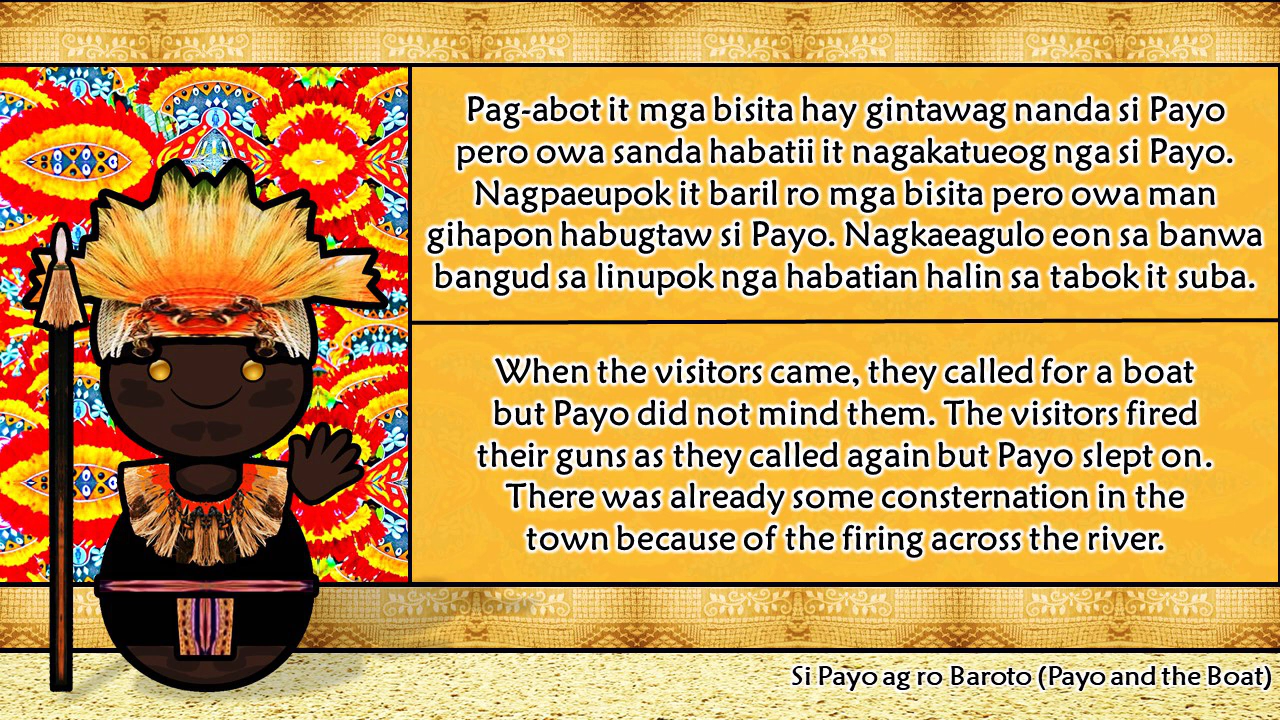 Pag-abot it mga bisita hay gintawag nanda si Payo
pero owa sanda habatii it nagakatueog nga si Payo.
Nagpaeupok it baril ro mga bisita pero owa man
gihapon habugtaw si Payo. Nagkaeagulo eon sa banwa
bangud sa linupok nga habatian halin sa tabok it suba.
When the visitors came, they called for a boat
but Payo did not mind them. The visitors fired
their guns as they called again but Payo slept on.
There was already some consternation in the
town because of the firing across the river.
Si Payo ag ro Baroto (Payo and the Boat)